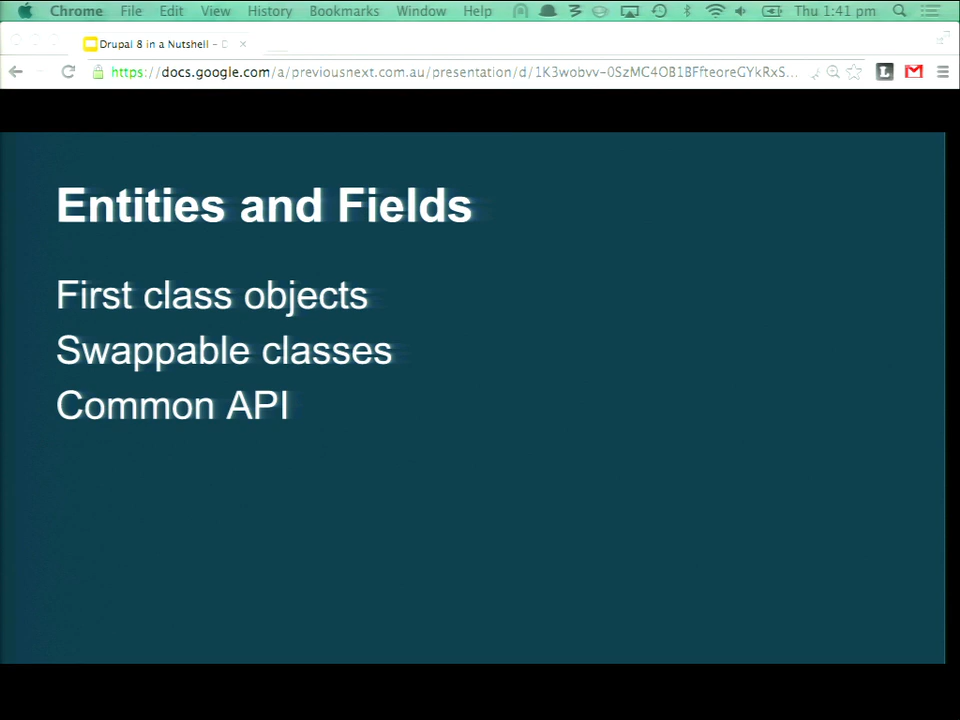 Chrome File Edit View History Bookmarks Window Help Thu 1:41 pm
Drupal 8 in a Nutshell –
https://docs.google.com/a/previousnext.com.au/presentation/d/1K3wobvv-0SzMC4OB1BFfteoreGYkRxS...
Entities and Fields
First class objects
Swappable classes
Common API